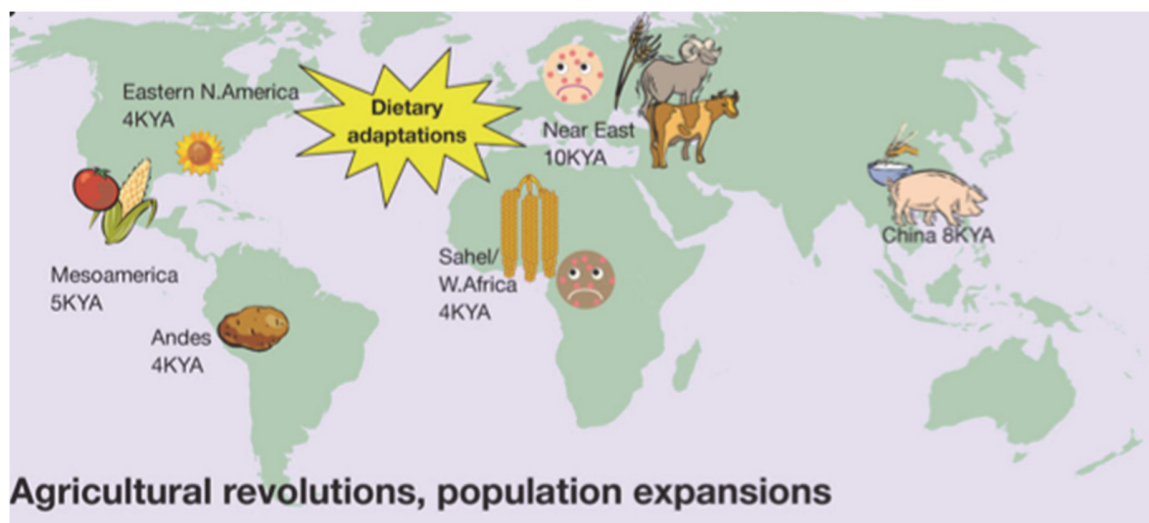 Eastern N.America
4KYA
Dietary
adaptations
Near East
10KYA
China 8KYA
Sahel/
W.Africa
4KYA
Mesoamerica
5KYA
Andes
4KYA
Agricultural revolutions, population expansions